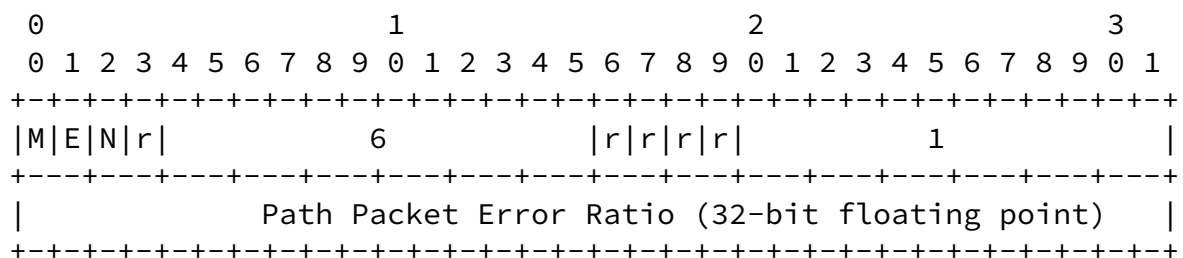 0                   1                   2                   3
 0 1 2 3 4 5 6 7 8 9 0 1 2 3 4 5 6 7 8 9 0 1 2 3 4 5 6 7 8 9 0 1
+-+-+-+-+-+-+-+-+-+-+-+-+-+-+-+-+-+-+-+-+-+-+-+-+-+-+-+-+-+-+-+-+
|M|E|N|r|           6           |r|r|r|r|          1            |
+---+---+---+---+---+---+---+---+---+---+---+---+---+---+---+---+
|             Path Packet Error Ratio (32-bit floating point)   |
+-+-+-+-+-+-+-+-+-+-+-+-+-+-+-+-+-+-+-+-+-+-+-+-+-+-+-+-+-+-+-+-+